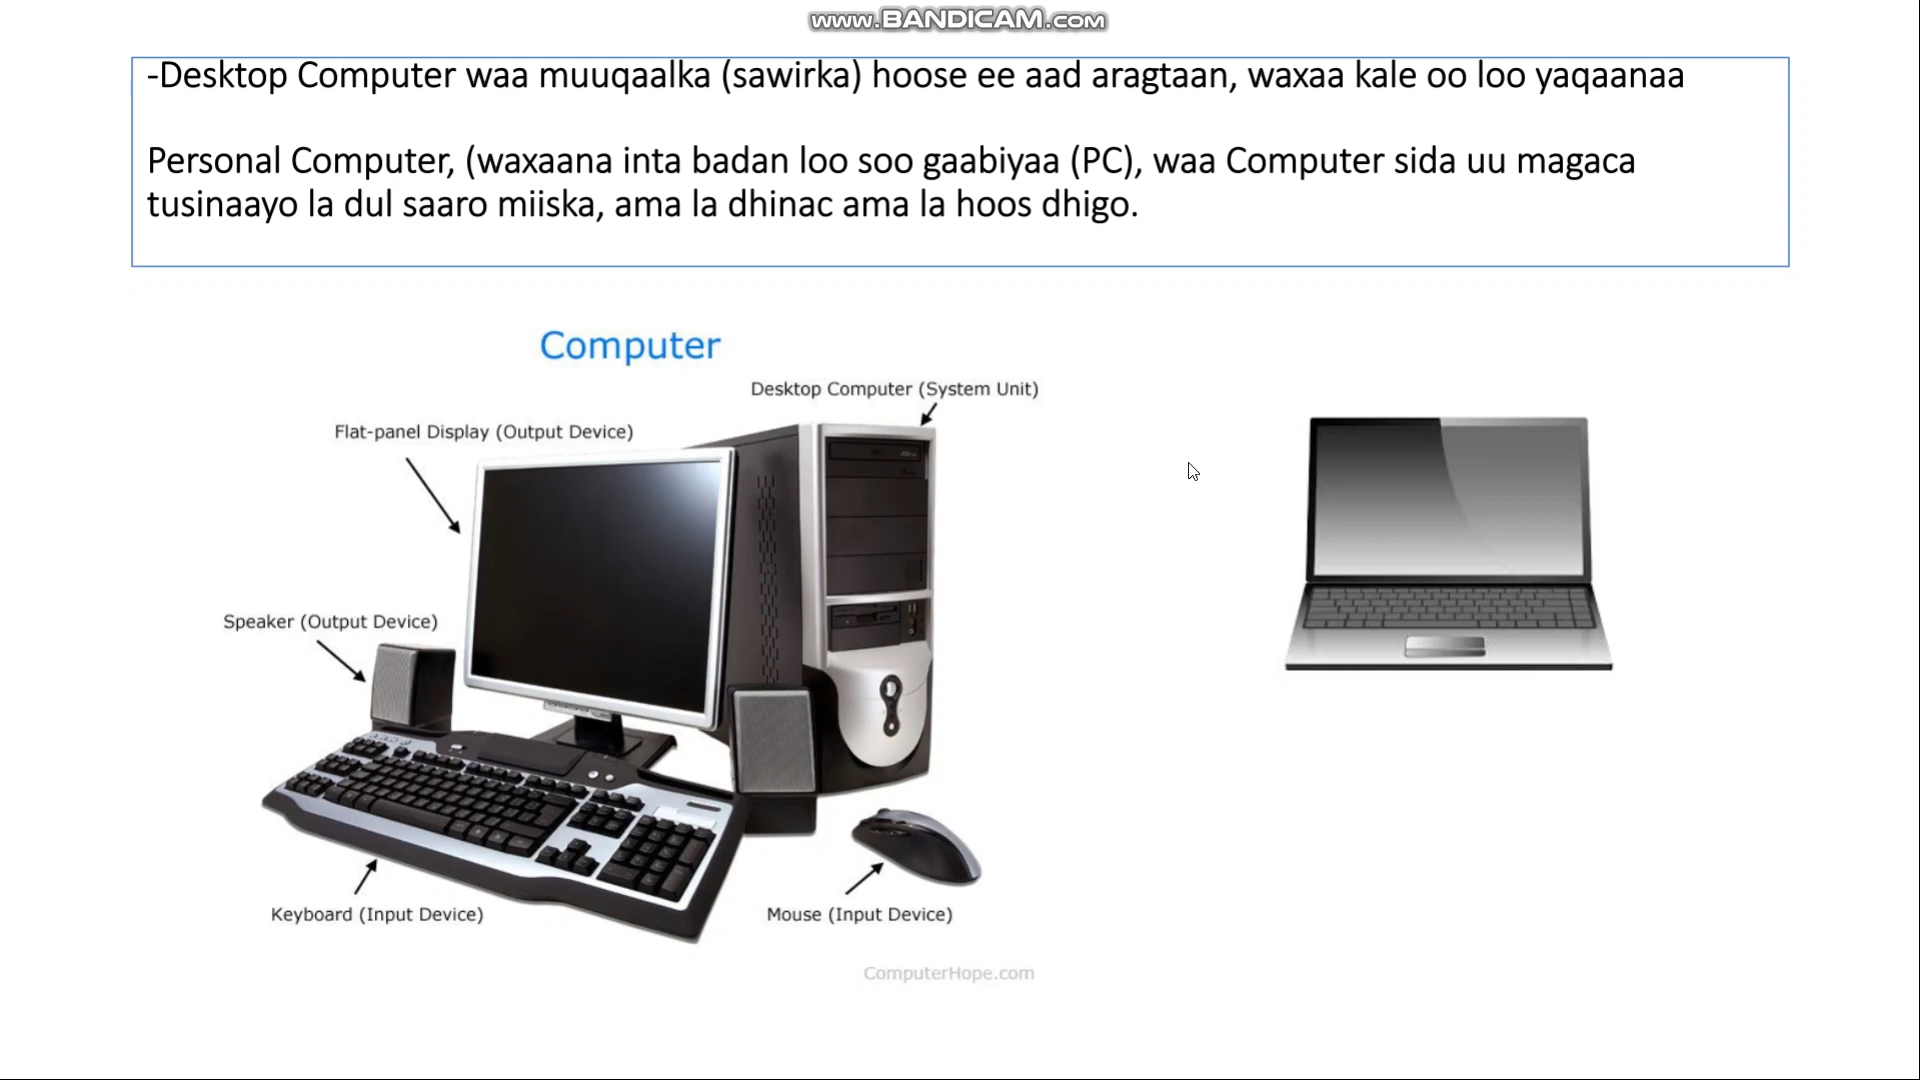 www.BANDICAM.com
-Desktop Computer waa muuqaalka (sawirka) hoose ee aad aragtaan, waxaa kale oo loo yaqaanaa
Personal Computer, (waxaana inta badan loo soo gaabiyaa (PC), waa Computer sida uu magaca
tusinaayo la dul saaro miiska, ama la dhinac ama la hoos dhigo.
Computer
Desktop Computer (System Unit)
Flat-panel Display (Output Device)
Speaker (Output Device)
Keyboard (Input Device)
Mouse (Input Device)
ComputerHope.com